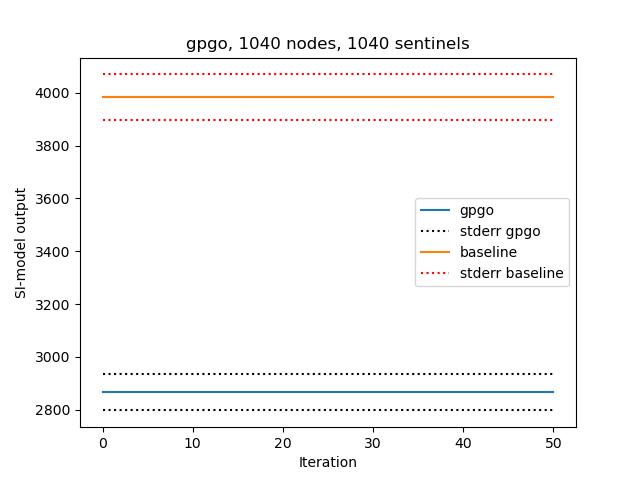 gpgo, 1040 nodes, 1040 sentinels
SI-model output
4000
3800
3600
3400
3200
3000
2800
gpgo
stderr gpgo
baseline
stderr baseline
0 10 20 30 40 50
Iteration